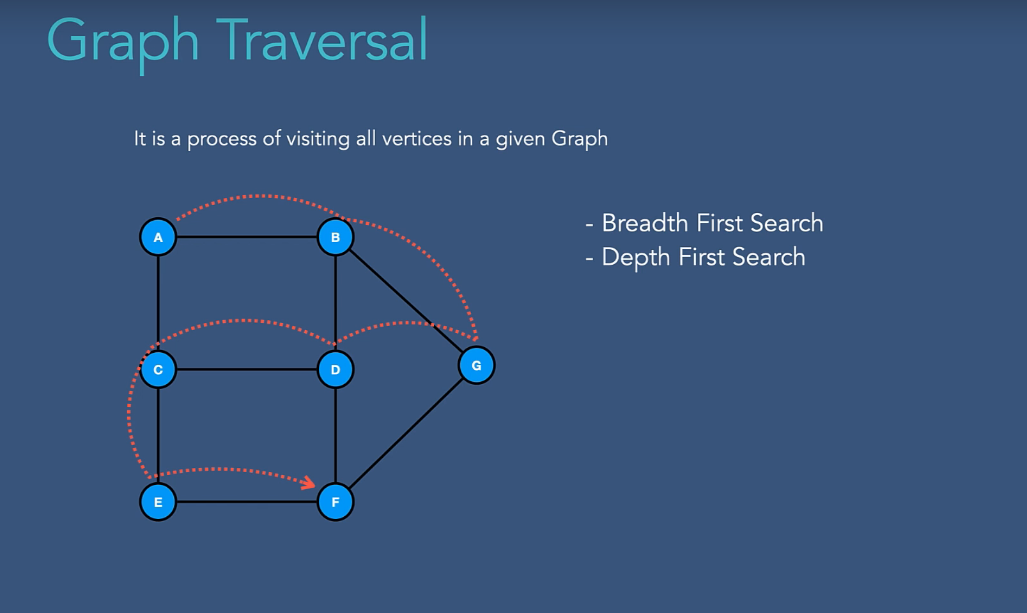 Graph Traversal
It is a process of visiting all vertices in a given Graph
- Breadth First Search
- Depth First Search
A
B
C
D
G
E
F